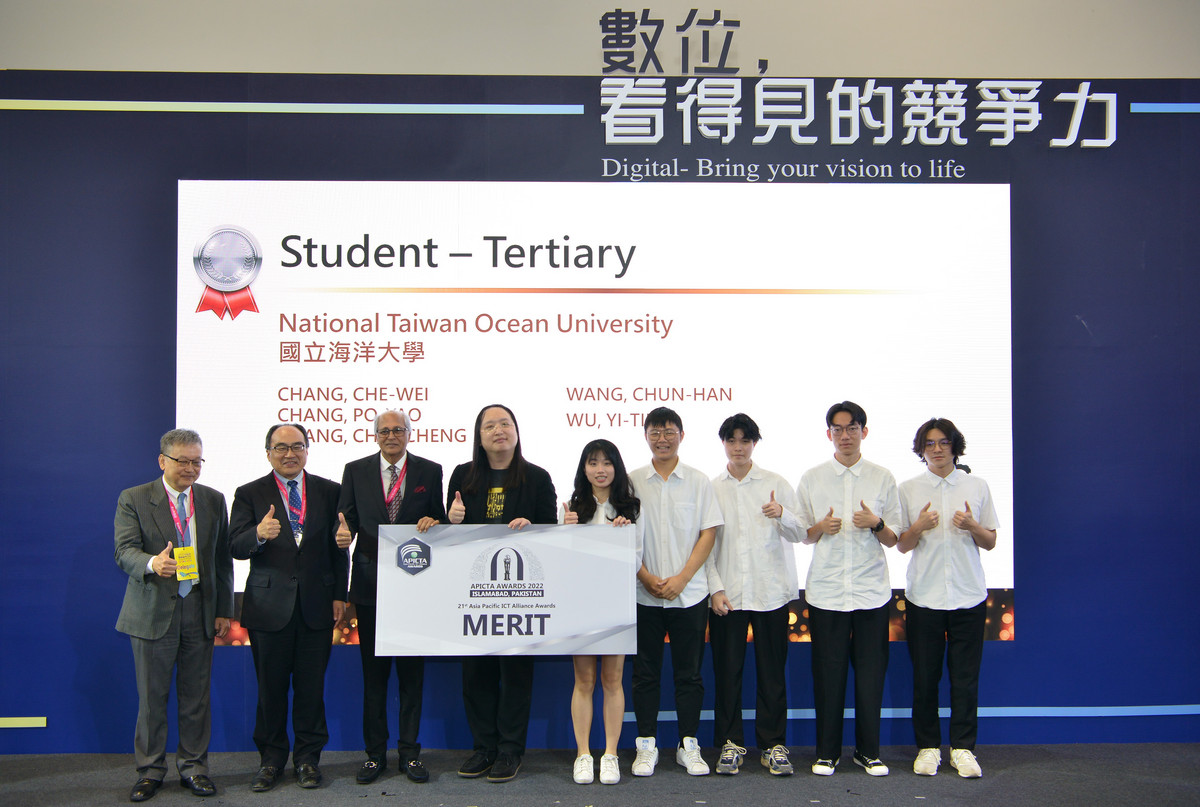 數位,
看得見的競爭力
Digital- Bring your vision to life
Student – Tertiary
National Taiwan Ocean University
國立海洋大學
CHANG, CHE-WEI
CHANG,
WANG, CHUN-HAN
WU,
APICTA
AWARDS
APICTA AWARDS 2022
ISLAMABAD, PAKISTAN
21st Asia Pacific ICT Alliance Awards
MERIT